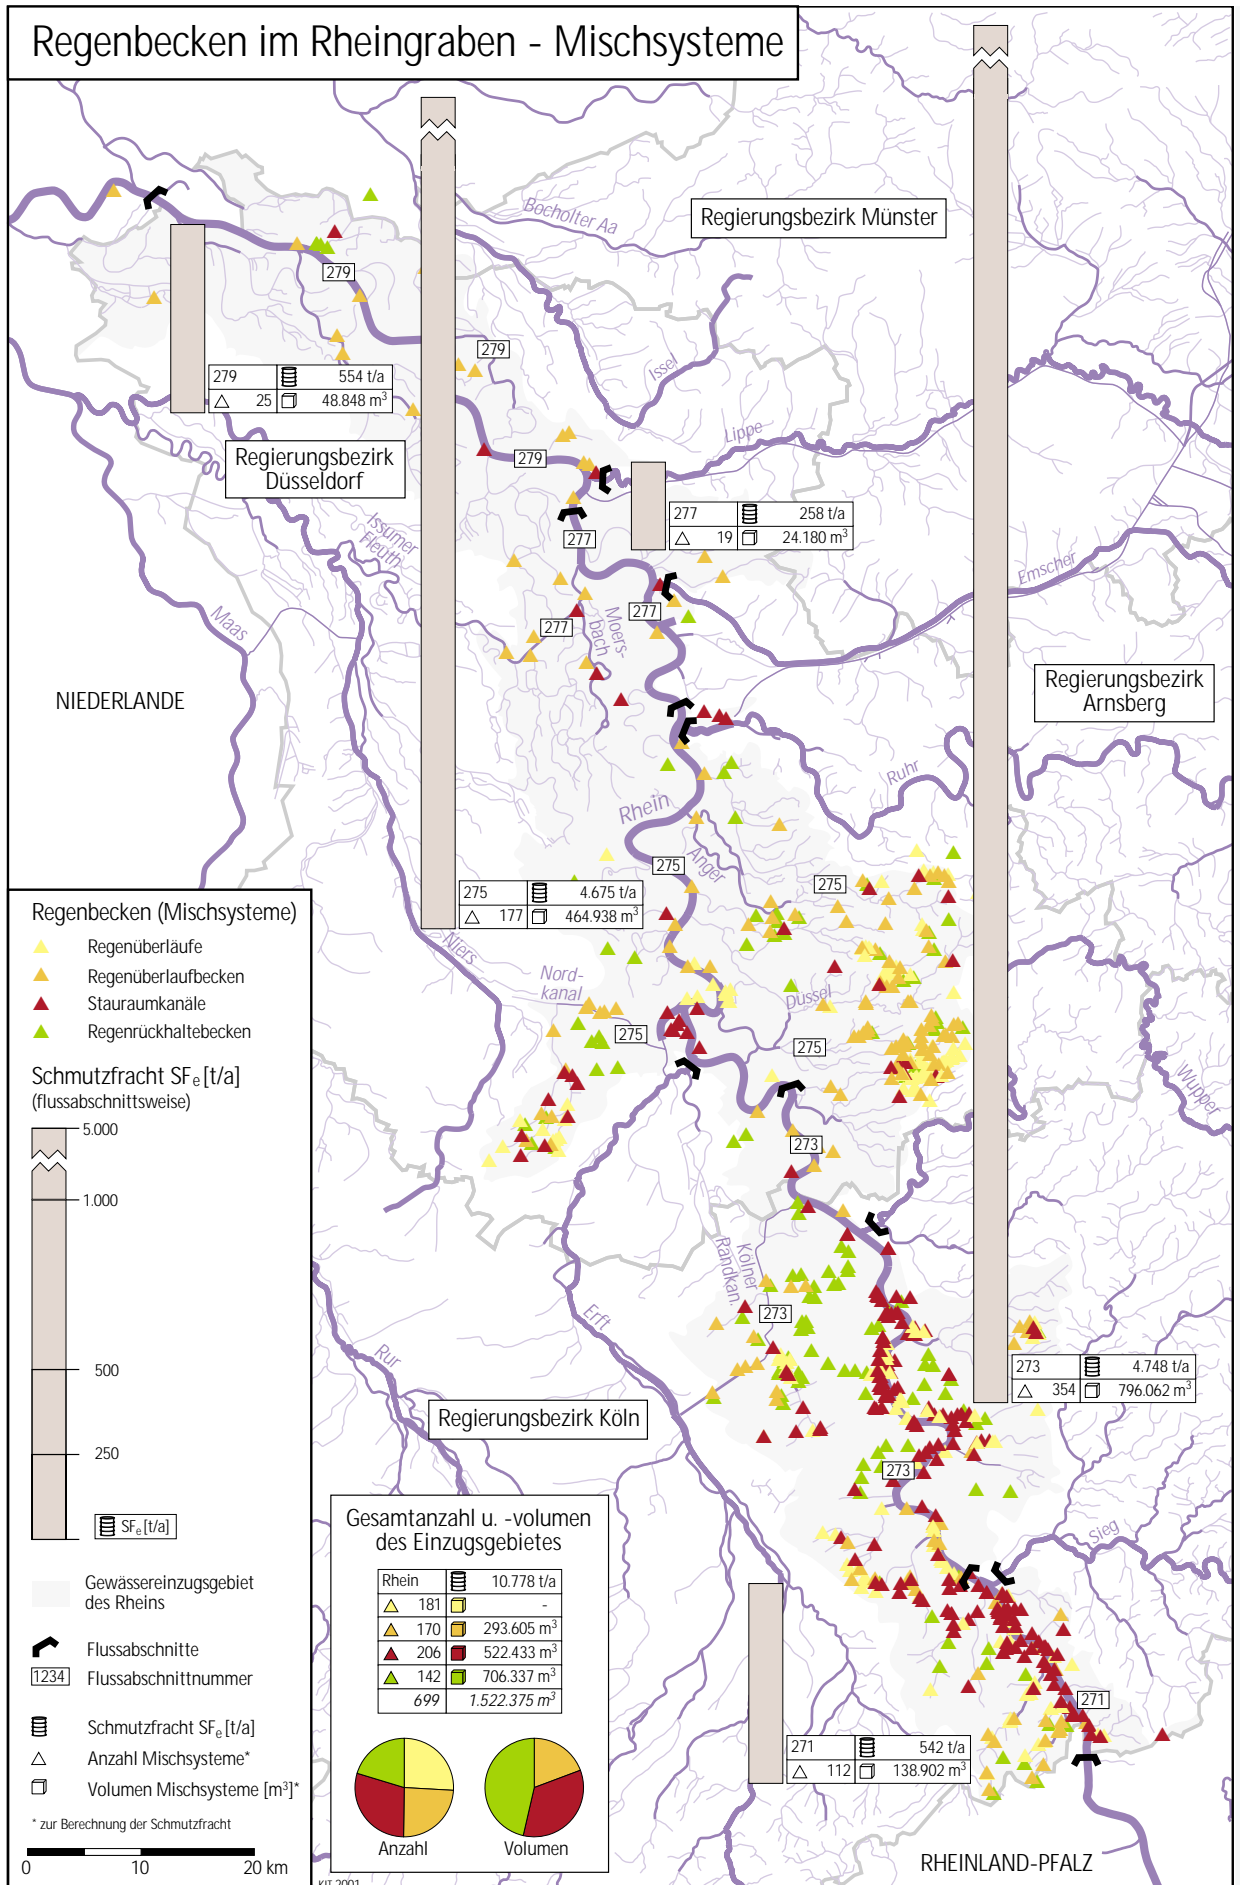 Regenbecken im Rheingraben - Mischsysteme
Bocholter Aa
Regierungsbezirk Münster
279
279
Issel
279 554 t/a
25 48.848 m³
Lippe
Regierungsbezirk
Düsseldorf
279
277 258 t/a
19 24.180 m³
Issumer
Fleuth
277
Emscher
Maas
277
277
Moers-
bach
NIEDERLANDE
Regierungsbezirk
Arnsberg
Ruhr
Rhein
Anger
275
275
275 4.675 t/a
177 464.938 m³
Niers
Nord-
kanal
Düssel
275
275
Wupper
273
Kölner
Randkan.
273
Erft
Rur
273 4.748 t/a
354 796.062 m³
Regierungsbezirk Köln
273
Sieg
271
271 542 t/a
112 138.902 m³
RHEINLAND-PFALZ
Regenbecken (Mischsysteme)
Regenüberläufe
Regenüberlaufbecken
Stauraumkanäle
Regenrückhaltebecken
Schmutzfracht SFe [t/a]
(flussabschnittsweise)
5.000
1.000
500
250
SFe [t/a]
Gewässereinzugsgebiet
des Rheins
Flussabschnitte
1234 Flussabschnittnummer
Schmutzfracht SFe [t/a]
Anzahl Mischsysteme*
Volumen Mischsysteme [m³]*
* zur Berechnung der Schmutzfracht
0 10 20 km
Gesamtanzahl u. -volumen
des Einzugsgebietes
Rhein 10.778 t/a
181 -
170 293.605 m³
206 522.433 m³
142 706.337 m³
699 1.522.375 m³
Anzahl
Volumen
KIT 2001